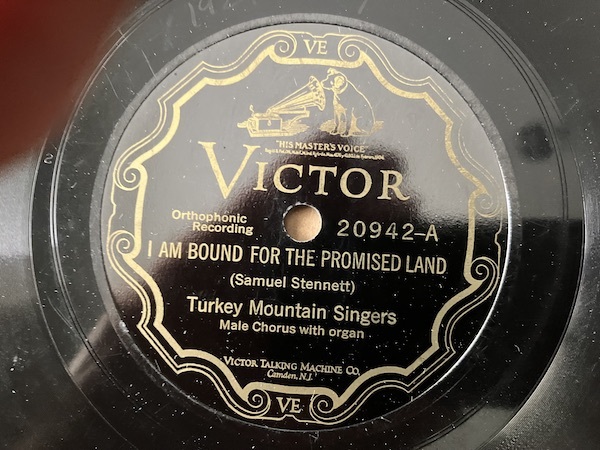 VE
"HIS MASTER'S VOICE"
VICTOR
Orthophonic
Recording
20942-A
I AM BOUND FOR THE PROMISED LAND
(Samuel Stennett)
Turkey Mountain Singers
Male Chorus with organ
VICTOR TALKING MACHINE CO,
Camden, N.J.
VE
2